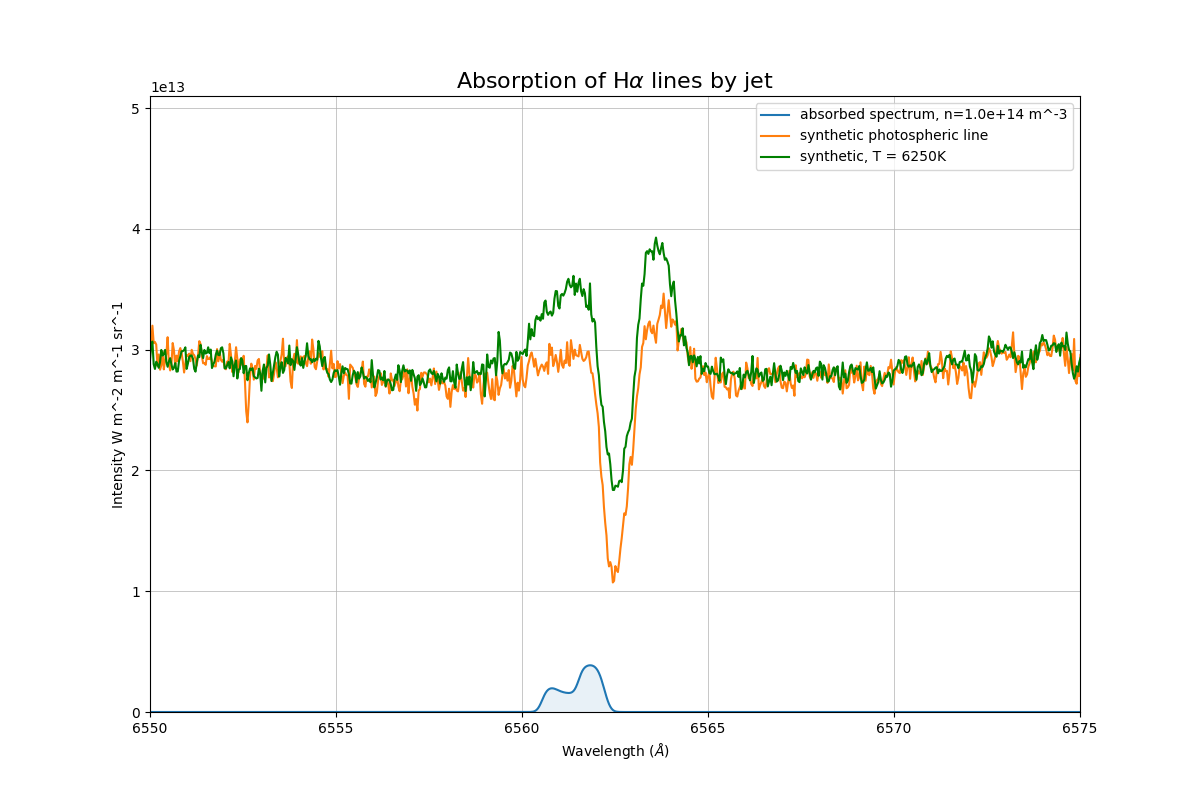 Absorption of Hα lines by jet
1e13
absorbed spectrum, n=1.0e+14 m^-3
synthetic photospheric line
synthetic, T = 6250K
5
4
3
2
1
0
Intensity W m^-2 m^-1 sr^-1
6550 6555 6560 6565 6570 6575
Wavelength (Å)